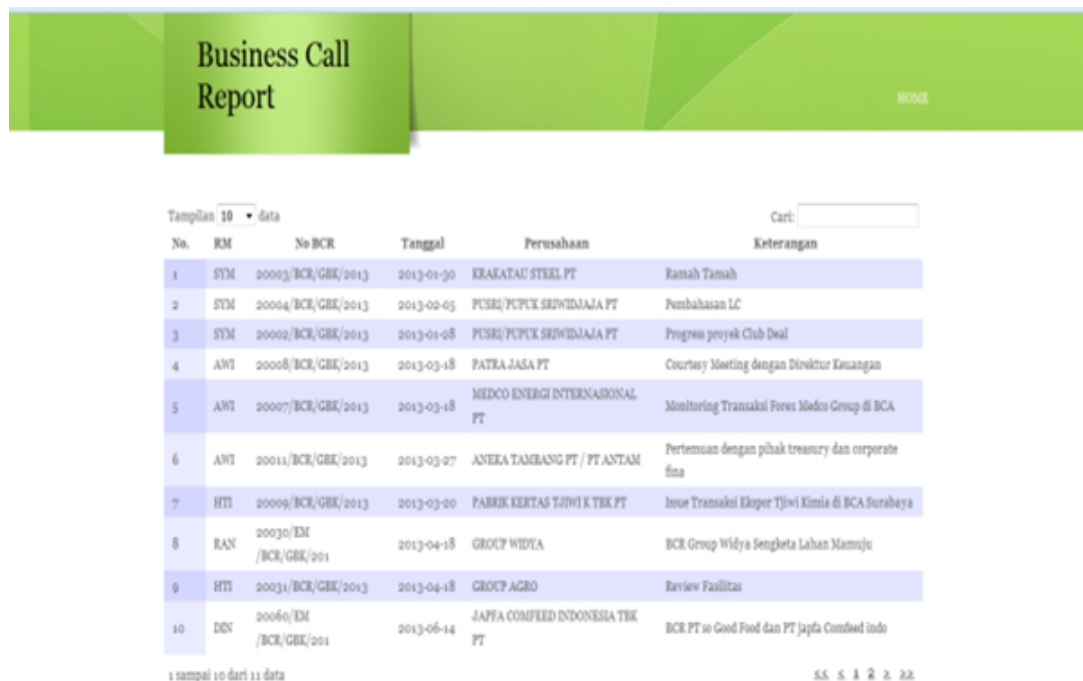 Business Call
Report
HOME
Tampilan 10 data
Cari:
No. RM No BCR Tanggal Perusahaan Keterangan
1 SYM 20003/BCR/GBK/2013 2013-01-30 KRAKATAU STEEL PT Ramah Tamah
2 SYM 20004/BCR/GBK/2013 2013-02-05 PUSRI/PUPUK SRIWIDJAJA PT Pembahasan LC
3 SYM 20002/BCR/GBK/2013 2013-01-28 PUSRI/PUPUK SRIWIDJAJA PT Progress proyek Club Deal
4 AWI 20008/BCR/GBK/2013 2013-03-18 PATRA JASA PT Courtesy Meeting dengan Direktur Keuangan
5 AWI 20007/BCR/GBK/2013 2013-03-18 MEDCO ENERGI INTERNASIONAL
PT
Monitoring Transaksi Forex Medco Group di BCA
6 AWI 20011/BCR/GBK/2013 2013-03-27 ANEKA TAMBANG PT / PT ANTAM Pertemuan dengan pihak treasury dan corporate
fina
7 HTI 20009/BCR/GBK/2013 2013-03-20 PABRIK KERTAS TJIWI K TBK PT Issue Transaksi Ekspor Tjiwi Kimia di BCA Surabaya
8 RAN 20030/KM
/BCR/GBK/201
2013-04-18 GROUP WIDYA BCR Group Widya Sengketa Lahan Mamuju
9 HTI 20031/BCR/GBK/2013 2013-04-18 GROUP AGRO Review Fasilitas
10 DIN 20060/KM
/BCR/GBK/201
2013-06-14 JAPFA COMFEED INDONESIA TBK
PT
BCR PT so Good Food dan PT japfa Comfeed indo
1 sampai 10 dari 11 data
<< < 1 2 > >>